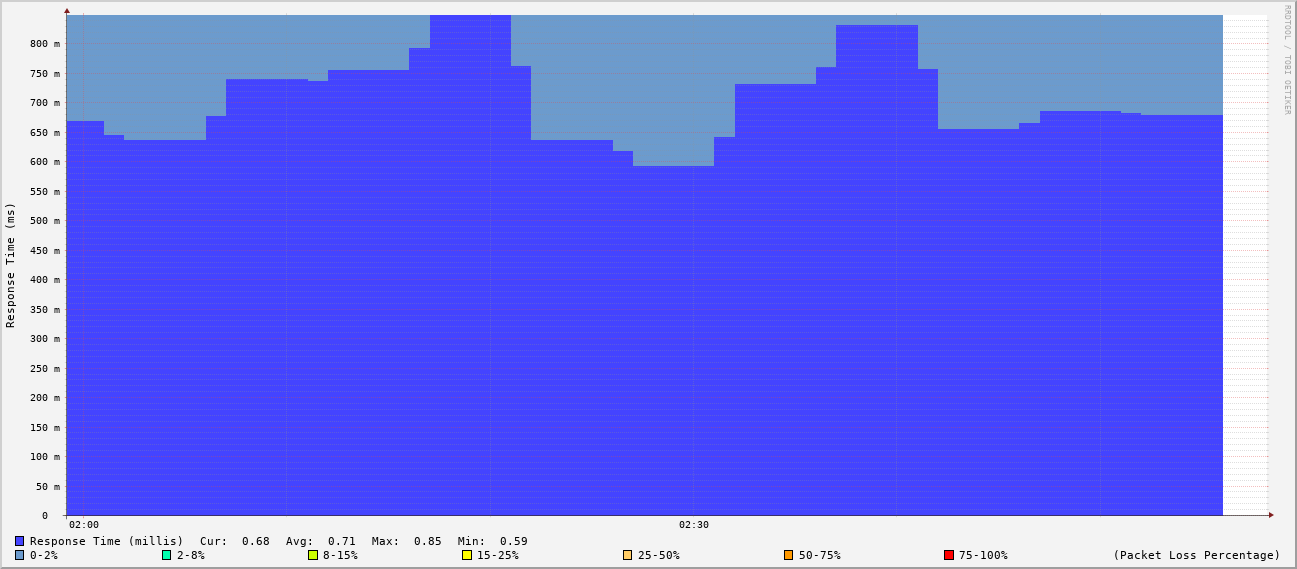 RRDTOOL / TOBI OETIKER
Response Time (ms)
800 m
750 m
700 m
650 m
600 m
550 m
500 m
450 m
400 m
350 m
300 m
250 m
200 m
150 m
100 m
50 m
0
02:00 02:30
Response Time (millis) Cur: 0.68 Avg: 0.71 Max: 0.85 Min: 0.59
0-2% 2-8% 8-15% 15-25% 25-50% 50-75% 75-100% (Packet Loss Percentage)